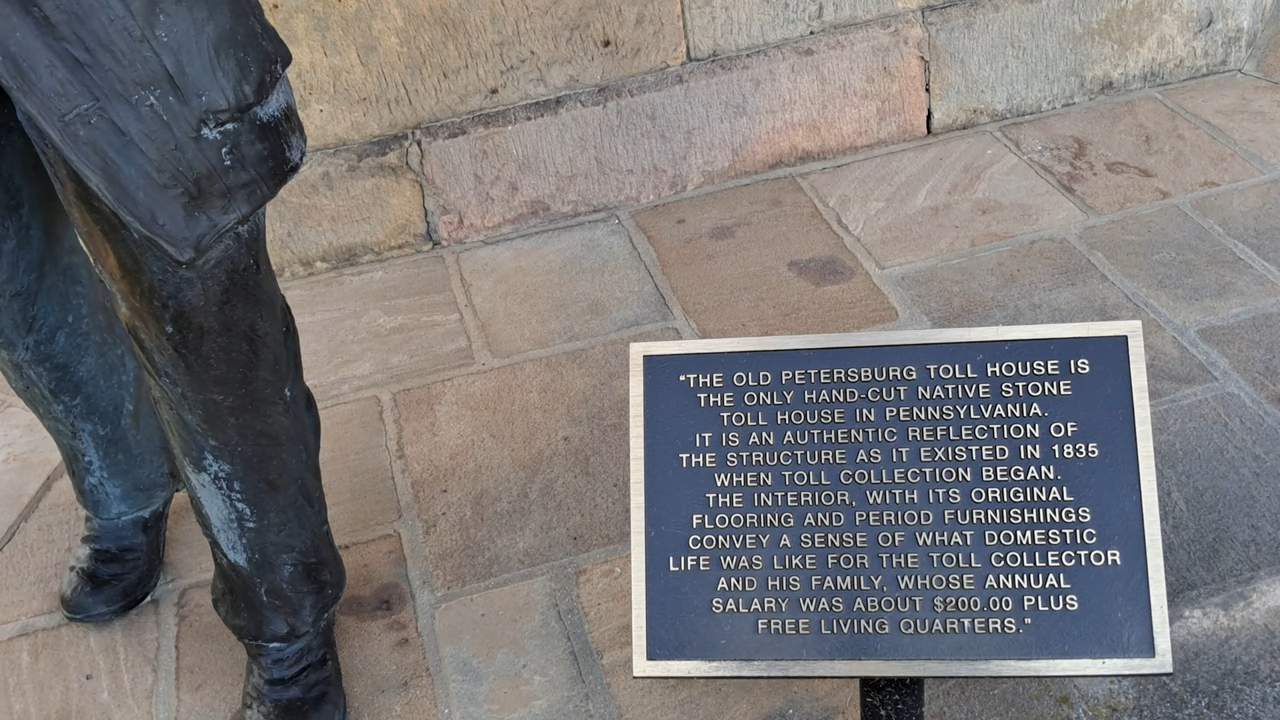 "THE OLD PETERSBURG TOLL HOUSE IS
THE ONLY HAND-CUT NATIVE STONE
TOLL HOUSE IN PENNSYLVANIA.
IT IS AN AUTHENTIC REFLECTION OF
THE STRUCTURE AS IT EXISTED IN 1835
WHEN TOLL COLLECTION BEGAN.
THE INTERIOR, WITH ITS ORIGINAL
FLOORING AND PERIOD FURNISHINGS
CONVEY A SENSE OF WHAT DOMESTIC
LIFE WAS LIKE FOR THE TOLL COLLECTOR
AND HIS FAMILY, WHOSE ANNUAL
SALARY WAS ABOUT $200.00 PLUS
FREE LIVING QUARTERS."